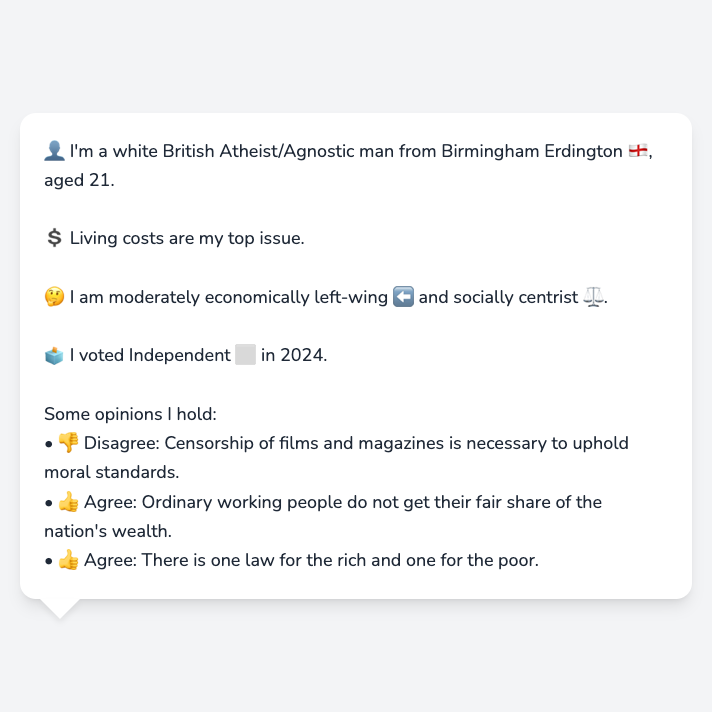 👤 I'm a white British Atheist/Agnostic man from Birmingham Erdington 🏴󠁧󠁢󠁥󠁮󠁧󠁿,
aged 21.
💲 Living costs are my top issue.
🤔 I am moderately economically left-wing ⬅️ and socially centrist ⚖️.
🗳️ I voted Independent ⬜ in 2024.
Some opinions I hold:
• 👎 Disagree: Censorship of films and magazines is necessary to uphold
moral standards.
• 👍 Agree: Ordinary working people do not get their fair share of the
nation's wealth.
• 👍 Agree: There is one law for the rich and one for the poor.